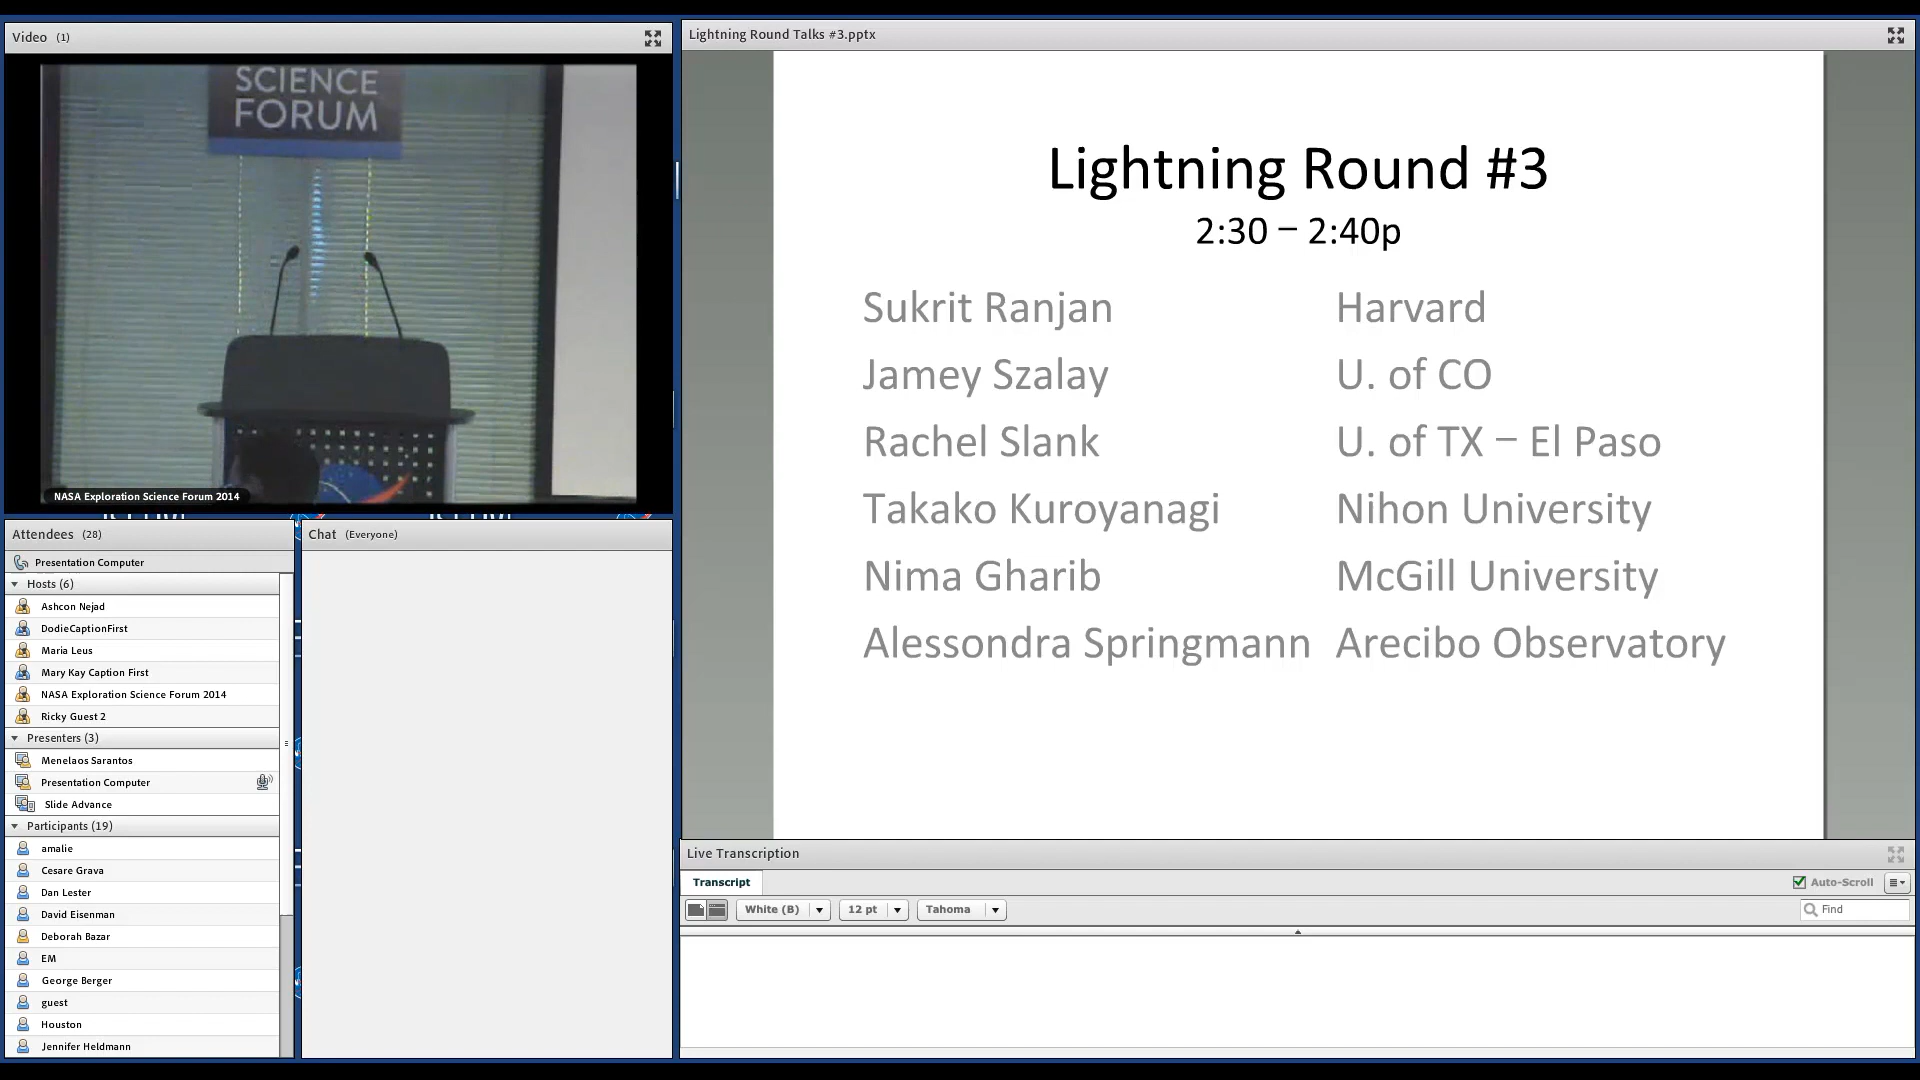 Video (1)
SCIENCE
FORUM
NASA Exploration Science Forum 2014
Attendees (28)
Presentation Computer
Hosts (6)
Ashcon Nejad
DodieCaptionFirst
Maria Leus
Mary Kay Caption First
NASA Exploration Science Forum 2014
Ricky Guest 2
Presenters (3)
Menelaos Sarantos
Presentation Computer
Slide Advance
Participants (19)
amalie
Cesare Grava
Dan Lester
David Eisenman
Deborah Bazar
EM
George Berger
guest
Houston
Jennifer Heldmann
Chat (Everyone)
Lightning Round Talks #3.pptx
Lightning Round #3
2:30 – 2:40p
Sukrit Ranjan Harvard
Jamey Szalay U. of CO
Rachel Slank U. of TX – El Paso
Takako Kuroyanagi Nihon University
Nima Gharib McGill University
Alessondra Springmann Arecibo Observatory
Live Transcription
Transcript Auto-Scroll
White (B) 12 pt Tahoma Find